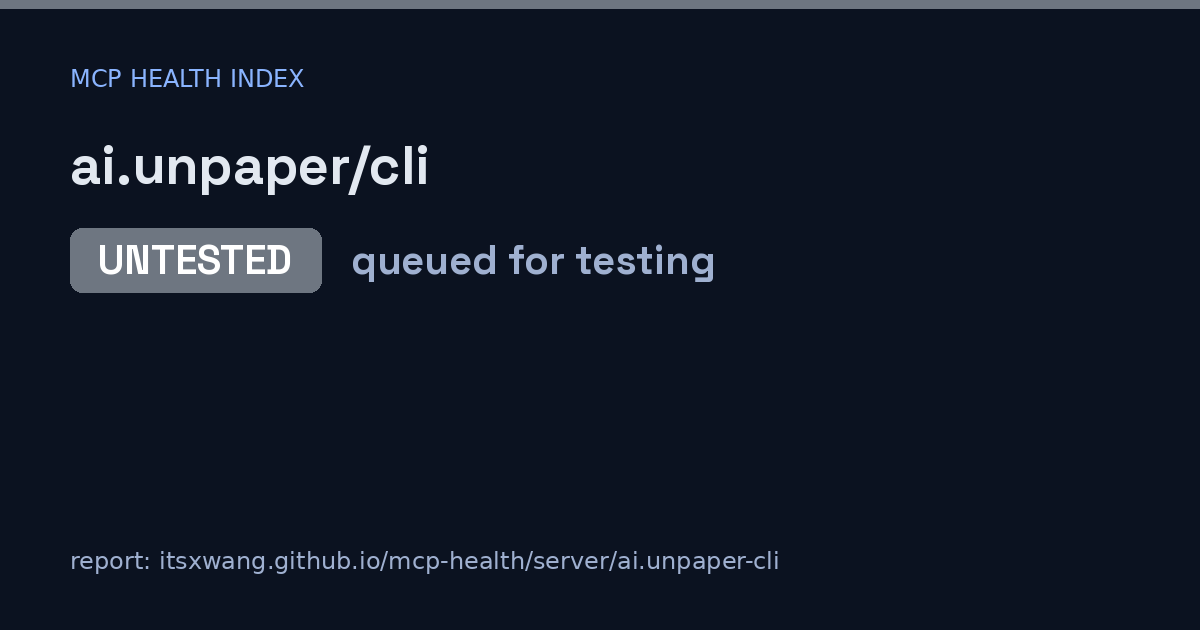 MCP HEALTH INDEX
ai.unpaper/cli
UNTESTED queued for testing
report: itsxwang.github.io/mcp-health/server/ai.unpaper-cli